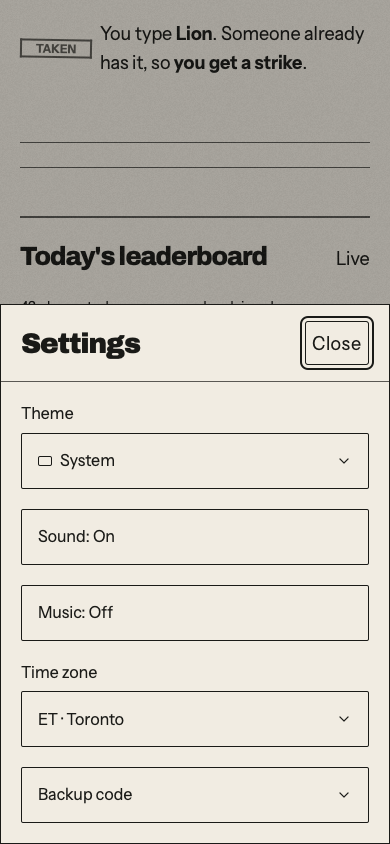 TAKEN
You type Lion. Someone already
has it, so you get a strike.
Today's leaderboard
Live
Settings
Close
Theme
System
Sound: On
Music: Off
Time zone
ET · Toronto
Backup code